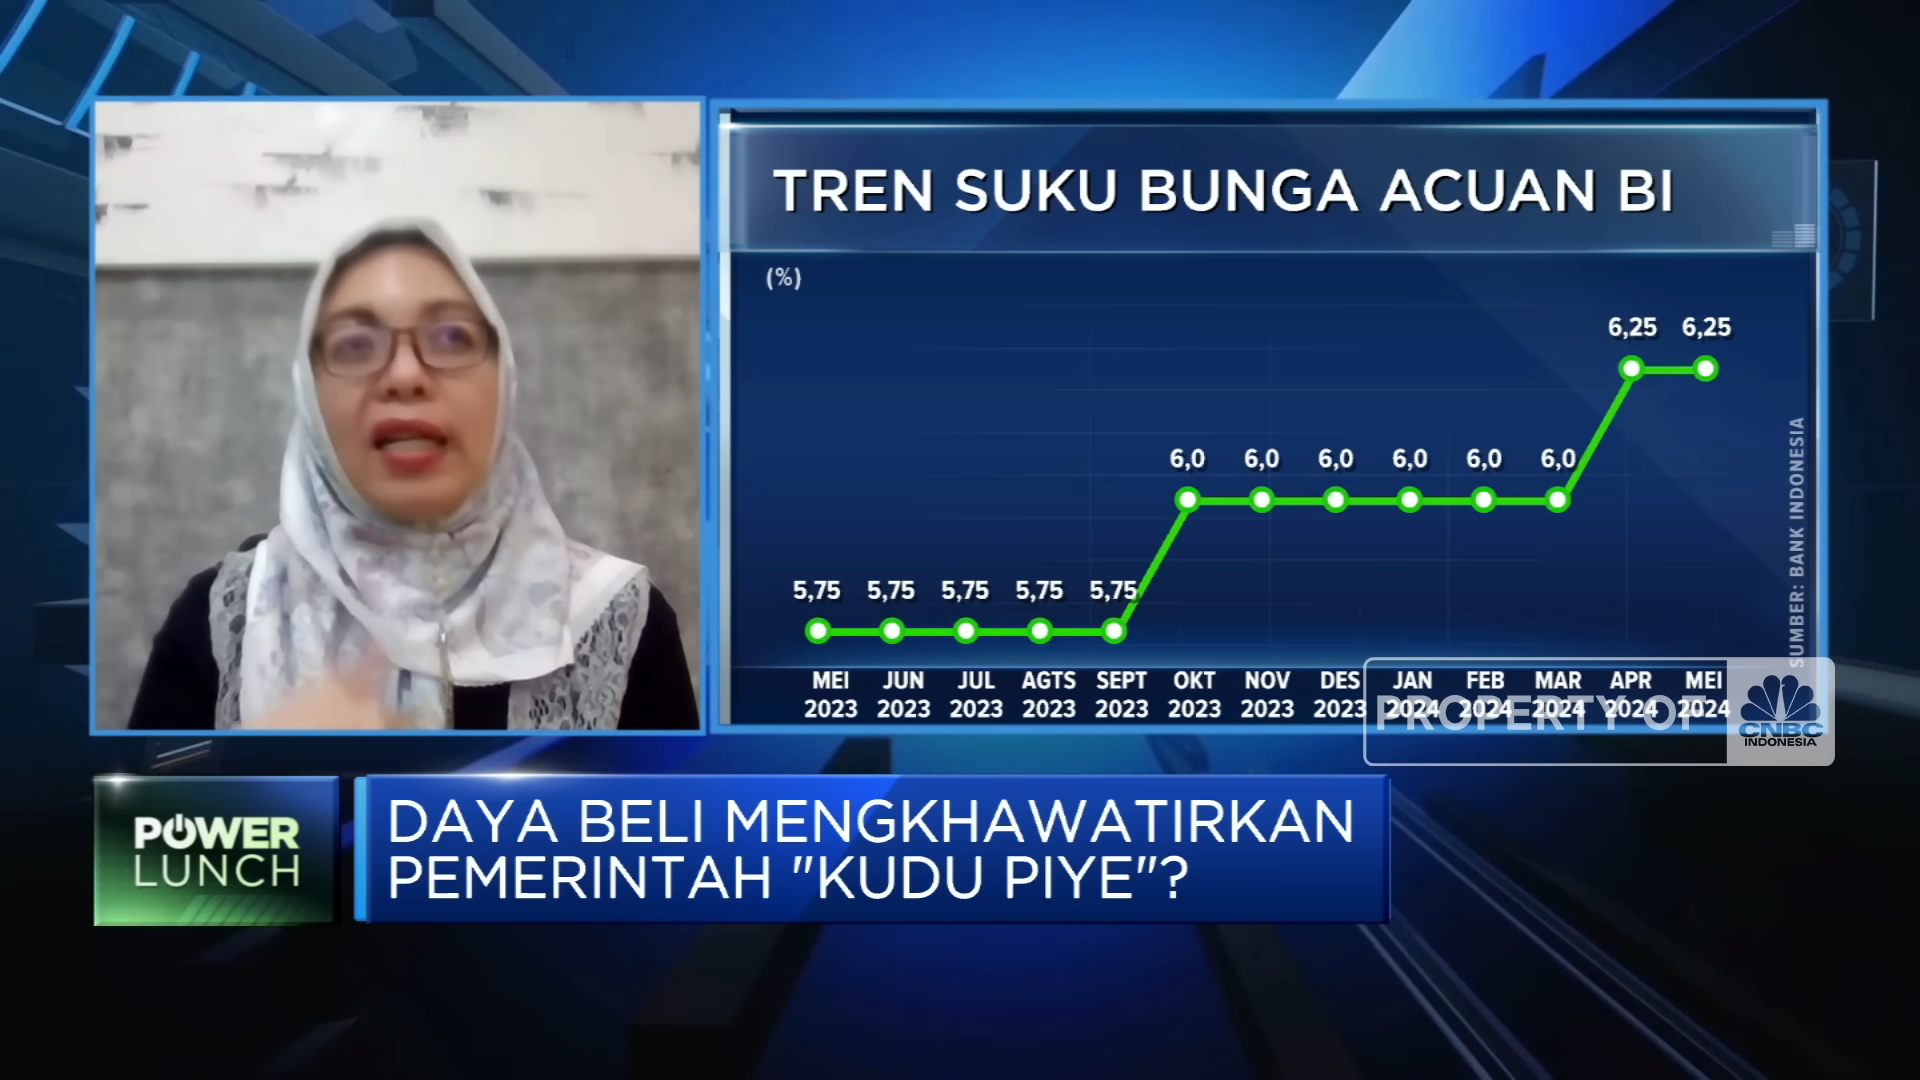 TREN SUKU BUNGA ACUAN BI
(%)
6,25 6,25
6,0 6,0 6,0 6,0 6,0 6,0
5,75 5,75 5,75 5,75 5,75
MEI JUN JUL AGTS SEPT OKT NOV DES JAN FEB MAR APR MEI
2023 2023 2023 2023 2023 2023 2023 2023 2024 2024 2024 2024 2024
SUMBER: BANK INDONESIA
PROPERTY OF
CNBC
INDONESIA
POWER
LUNCH
DAYA BELI MENGKHAWATIRKAN
PEMERINTAH "KUDU PIYE"?